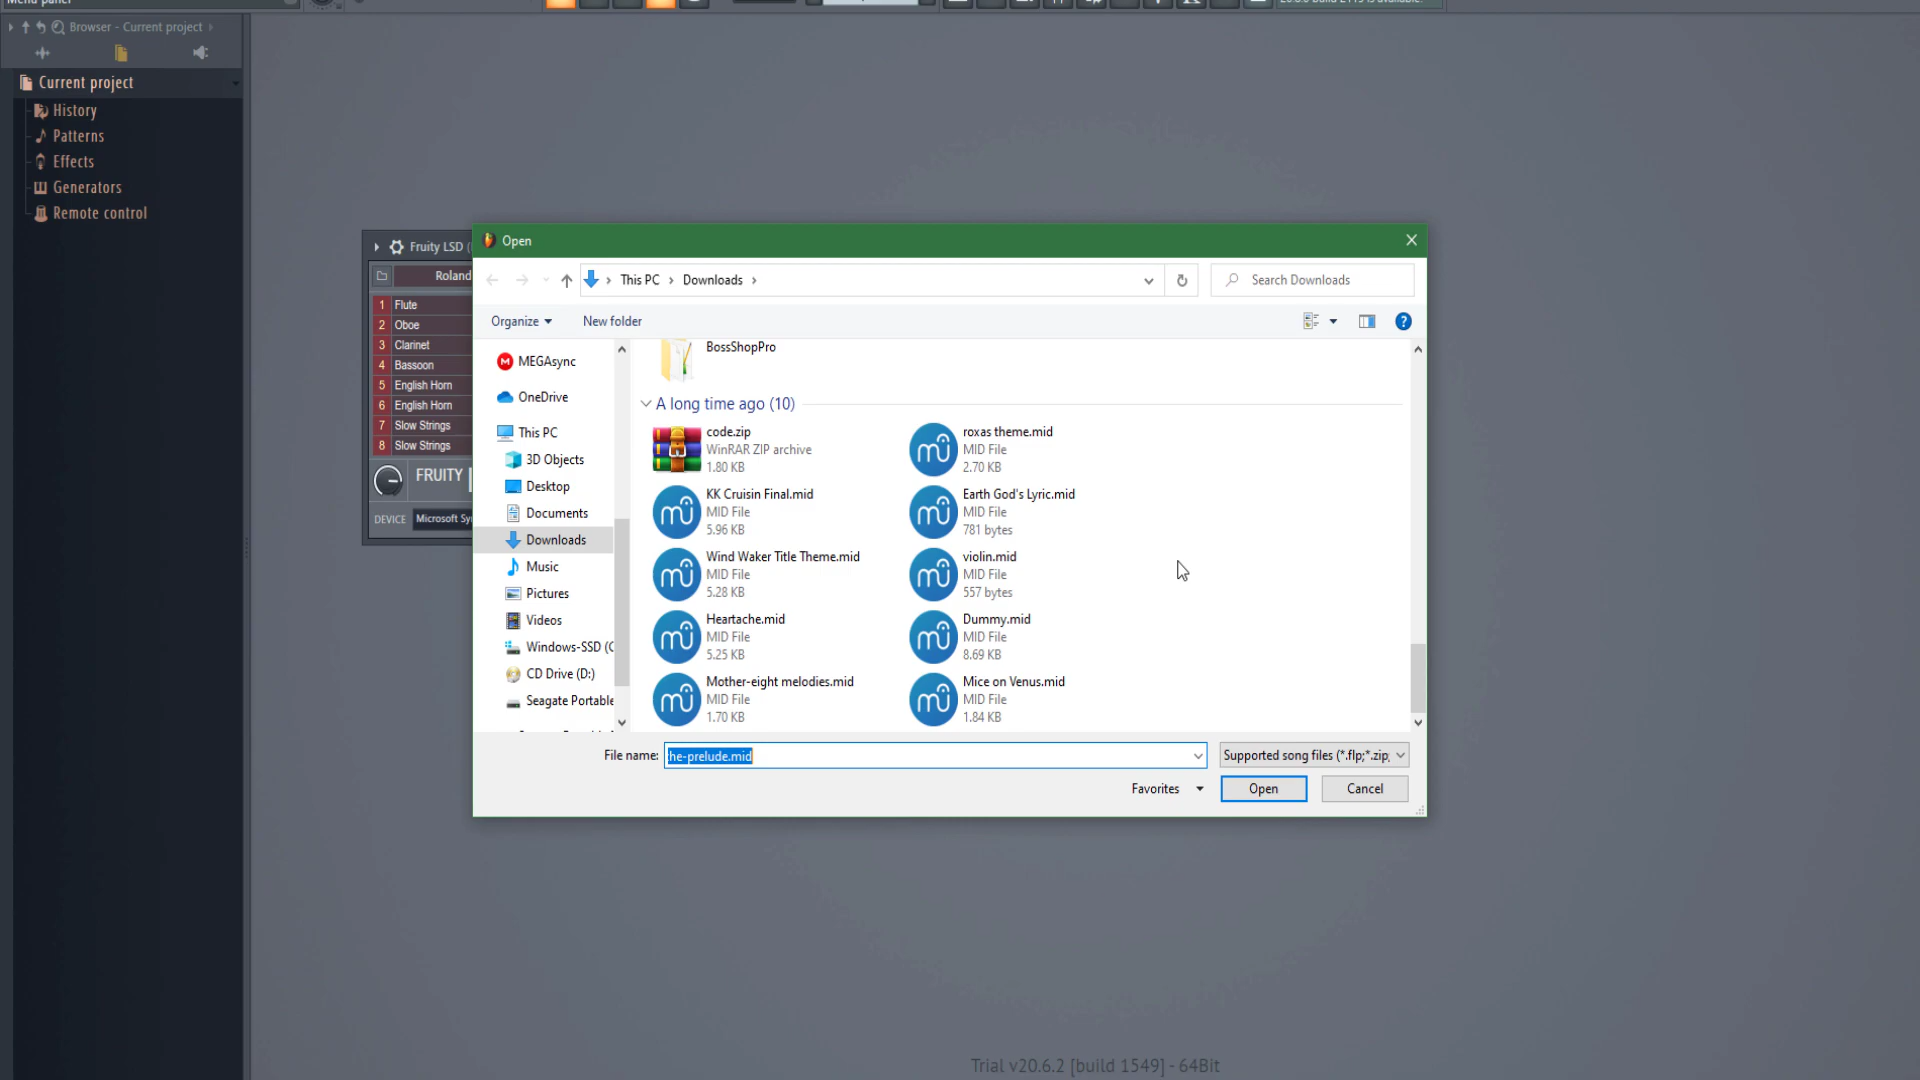 Menu panel
Browser - Current project
Current project
History
Patterns
Effects
Generators
Remote control
Fruity LSD (
Roland
1 Flute
2 Oboe
3 Clarinet
4 Bassoon
5 English Horn
6 English Horn
7 Slow Strings
8 Slow Strings
FRUITY
DEVICE Microsoft Sy
Open
This PC > Downloads >
Search Downloads
Organize
New folder
MEGAsync
OneDrive
This PC
3D Objects
Desktop
Documents
Downloads
Music
Pictures
Videos
Windows-SSD (C
CD Drive (D:)
Seagate Portable
BossShopPro
A long time ago (10)
code.zip
WinRAR ZIP archive
1.80 KB
roxas theme.mid
MID File
2.70 KB
KK Cruisin Final.mid
MID File
5.96 KB
Earth God's Lyric.mid
MID File
781 bytes
Wind Waker Title Theme.mid
MID File
5.28 KB
violin.mid
MID File
557 bytes
Heartache.mid
MID File
5.25 KB
Dummy.mid
MID File
8.69 KB
Mother-eight melodies.mid
MID File
1.70 KB
Mice on Venus.mid
MID File
1.84 KB
File name: he-prelude.mid
Supported song files (*.flp;*.zip;
Favorites
Open
Cancel
Trial v20.6.2 [build 1549] - 64Bit